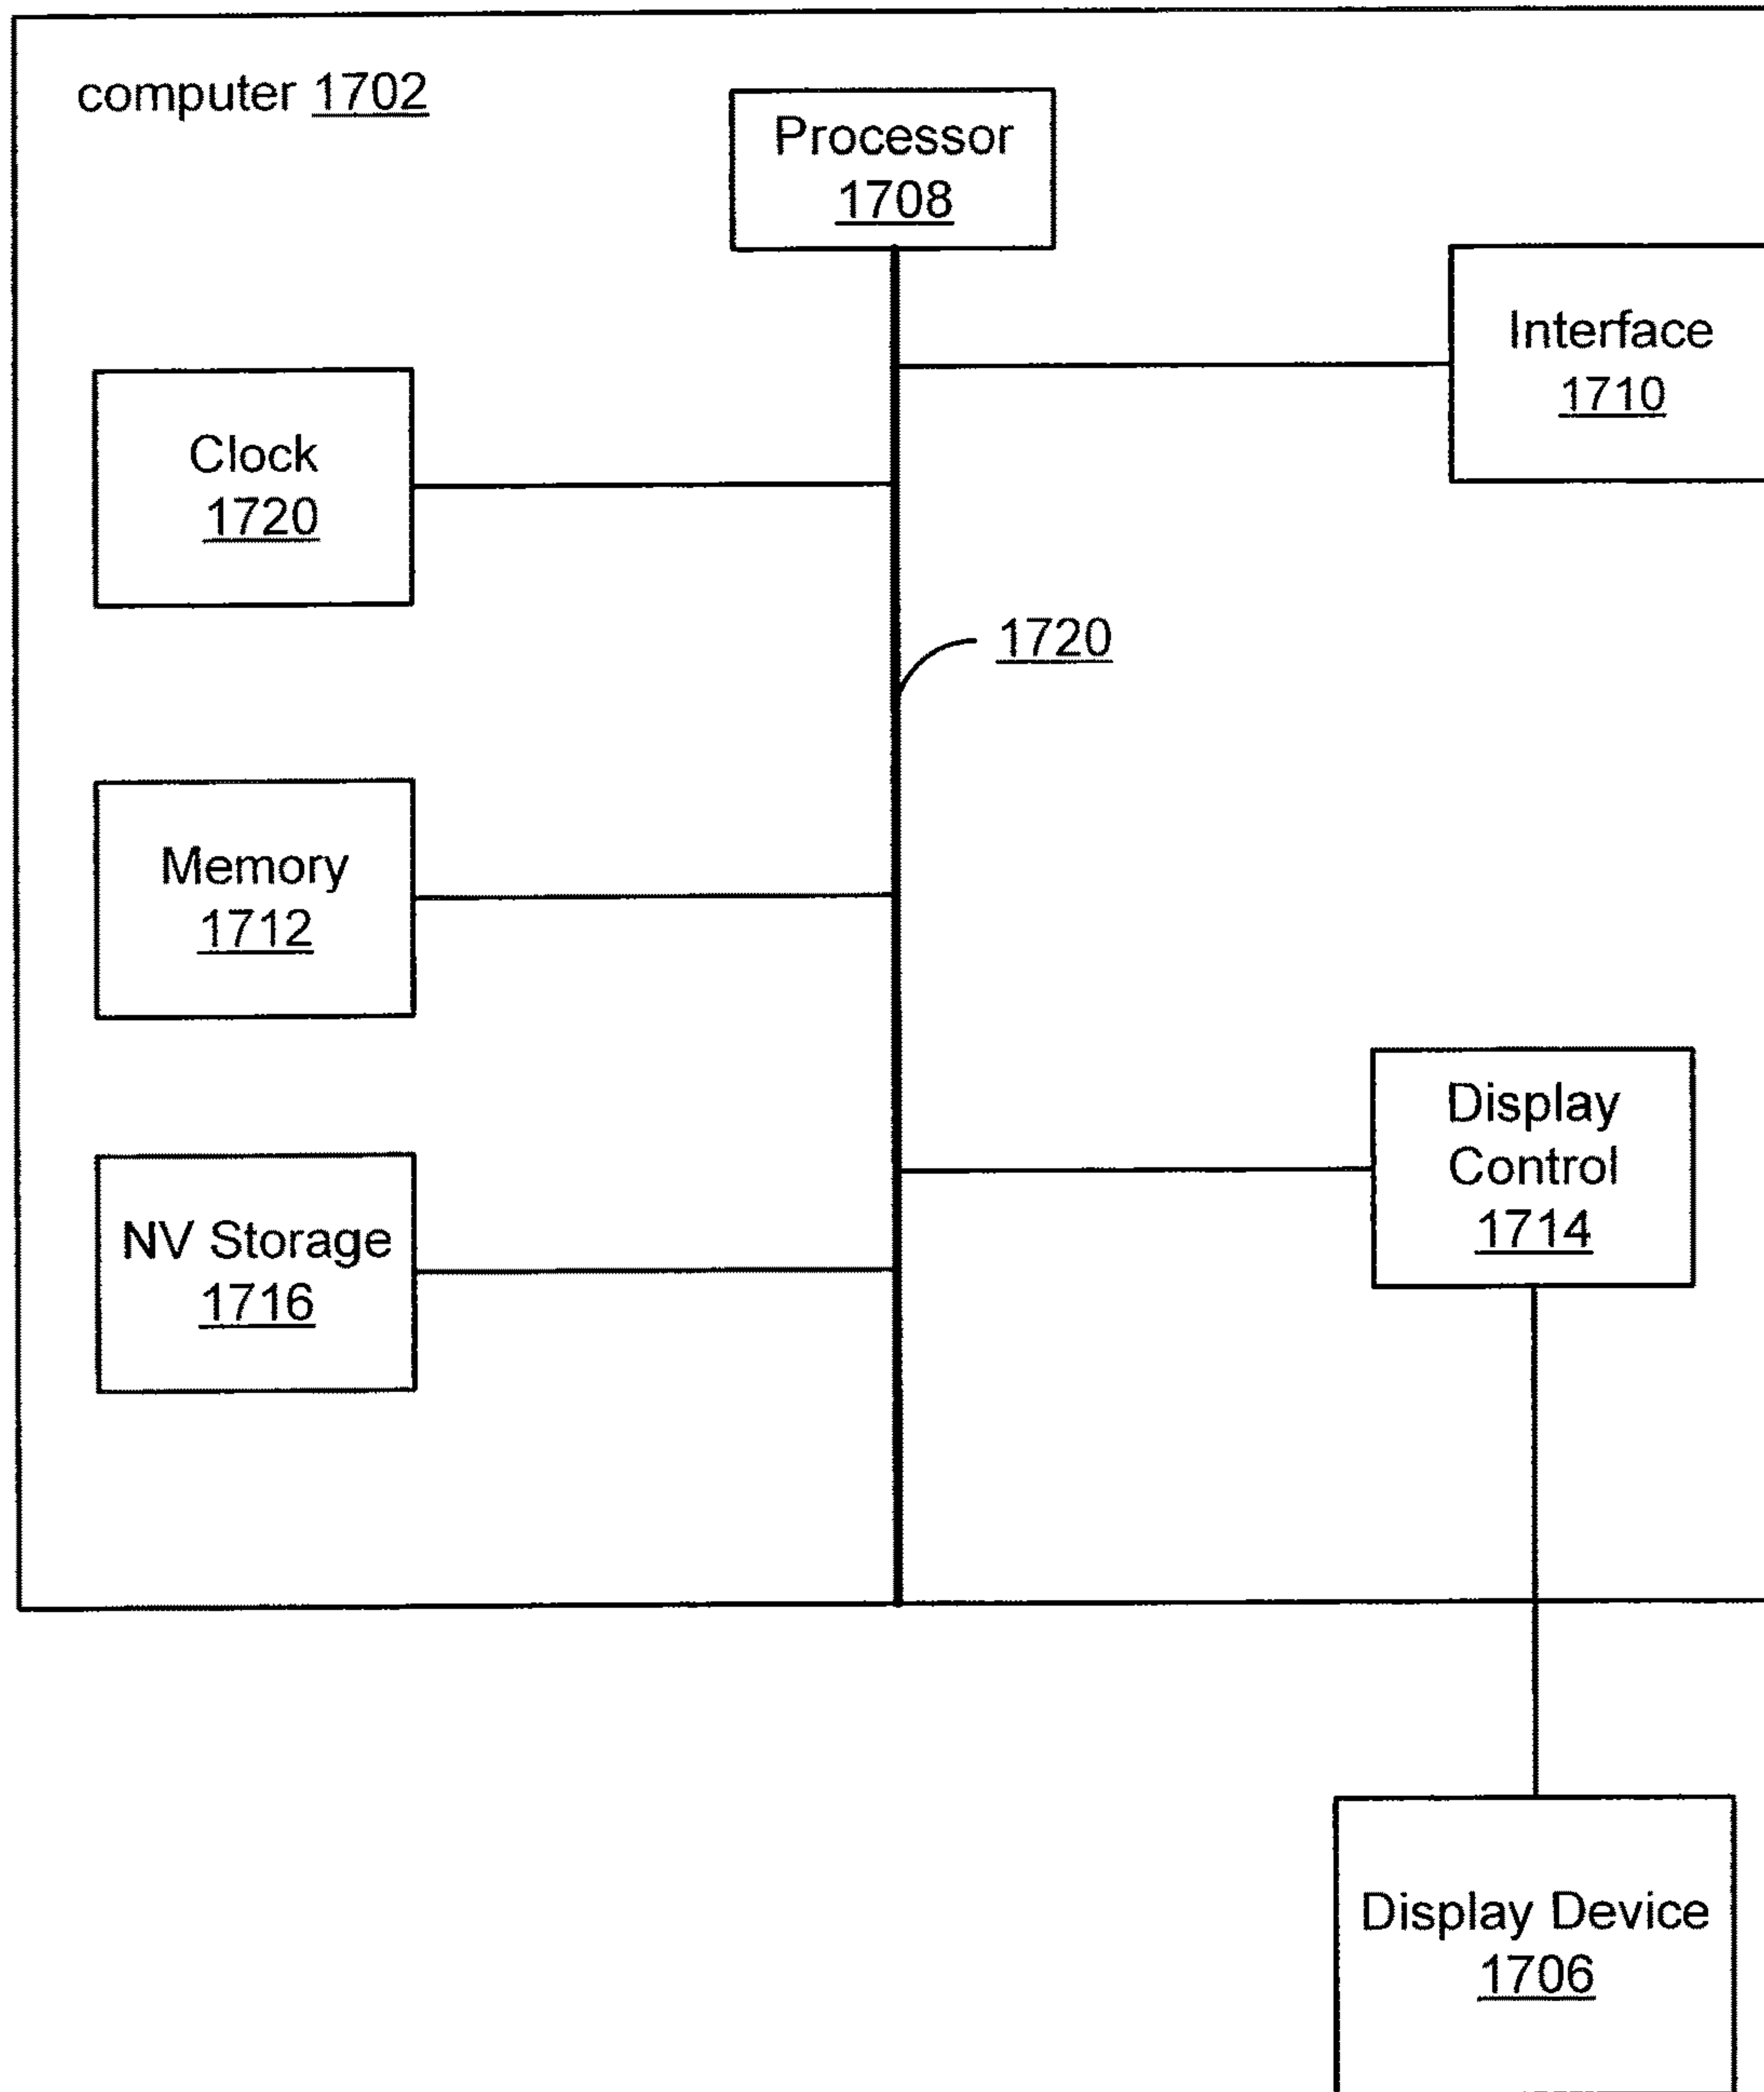 computer 1702
Processor
1708
Interface
1710
Clock
1720
1720
Memory
1712
Display
Control
1714
NV Storage
1716
Display Device
1706